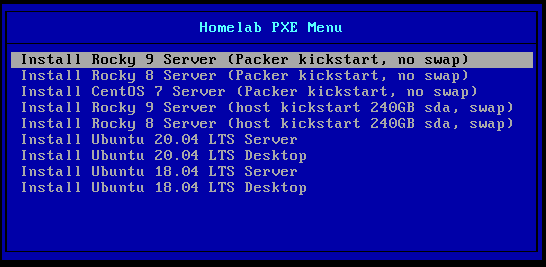 Homelab PXE Menu
Install Rocky 9 Server (Packer kickstart, no swap)
Install Rocky 8 Server (Packer kickstart, no swap)
Install CentOS 7 Server (Packer kickstart, no swap)
Install Rocky 9 Server (host kickstart 240GB sda, swap)
Install Rocky 8 Server (host kickstart 240GB sda, swap)
Install Ubuntu 20.04 LTS Server
Install Ubuntu 20.04 LTS Desktop
Install Ubuntu 18.04 LTS Server
Install Ubuntu 18.04 LTS Desktop